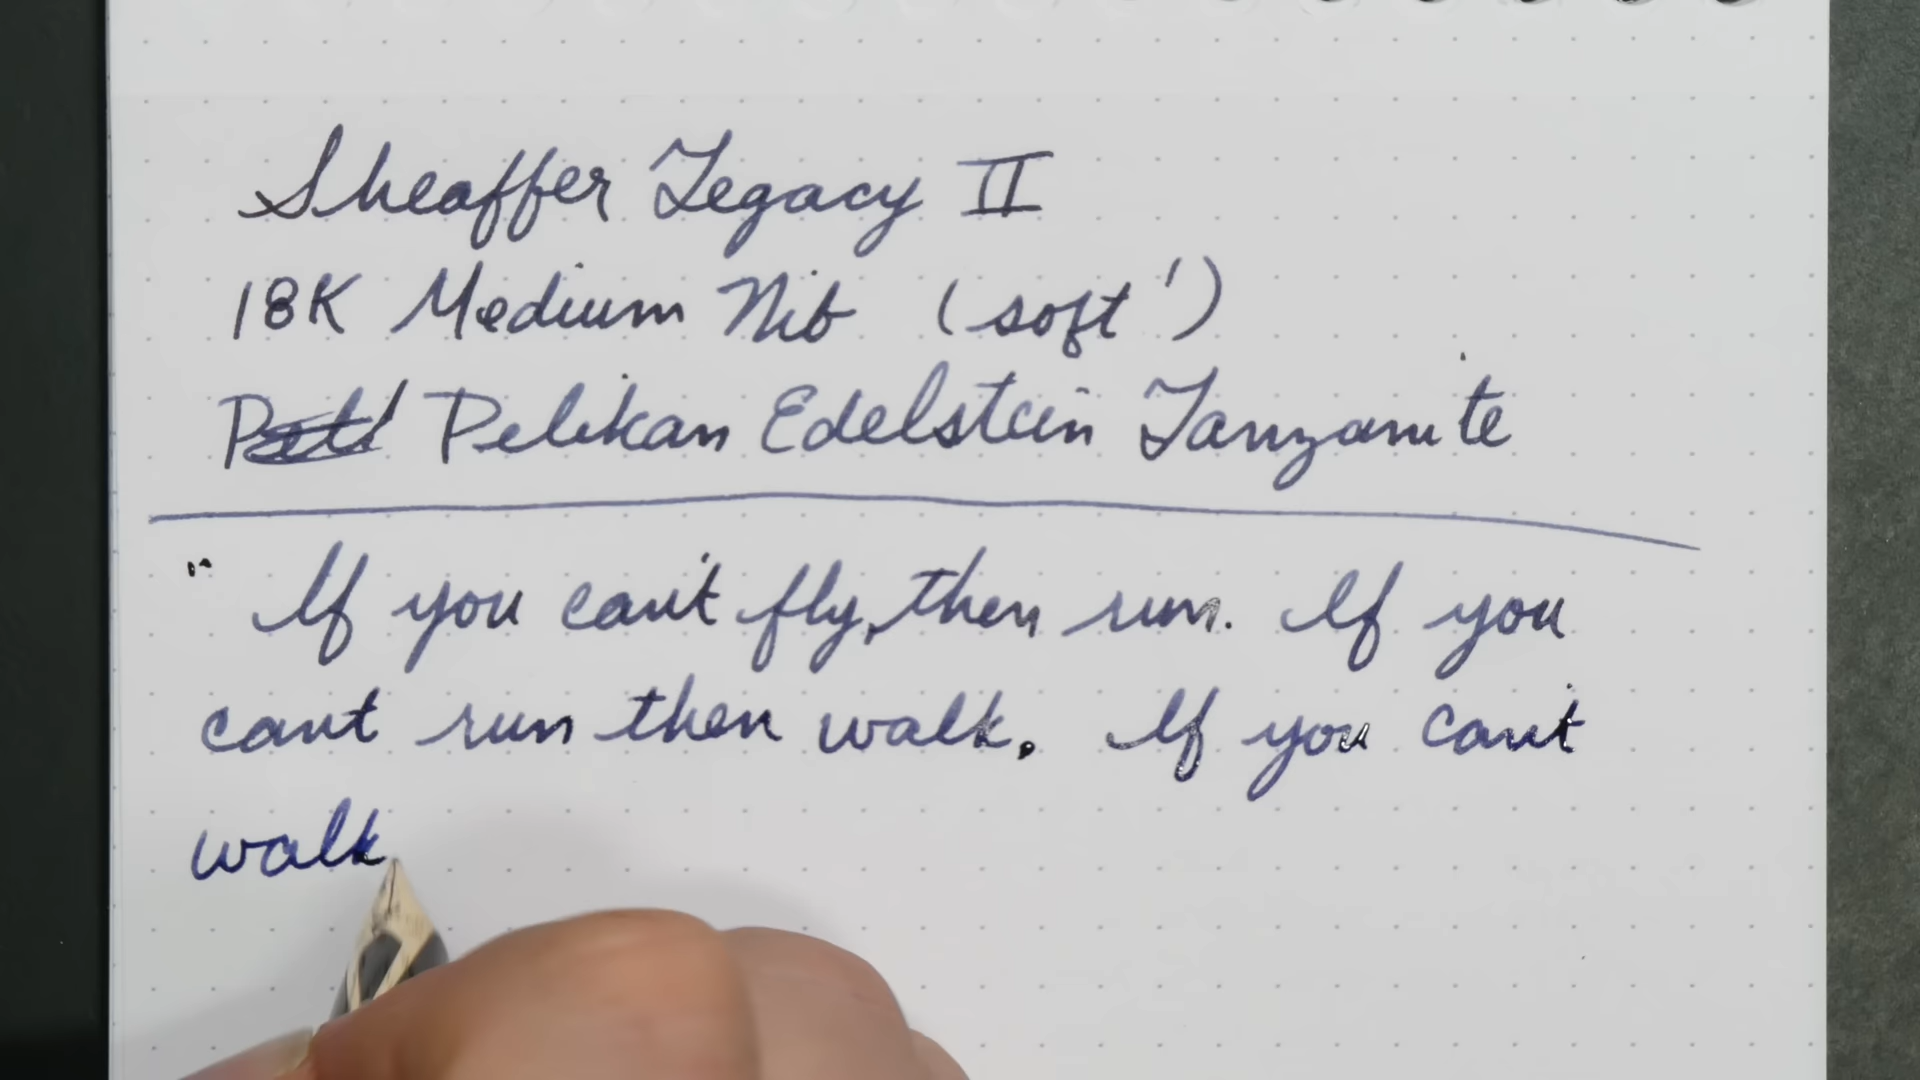 Sheaffer Legacy II
18K Medium Nib (soft')
Pelikan Edelstein Tanzanite
" If you can't fly, then run. If you
cant run then walk. If you can't
walk